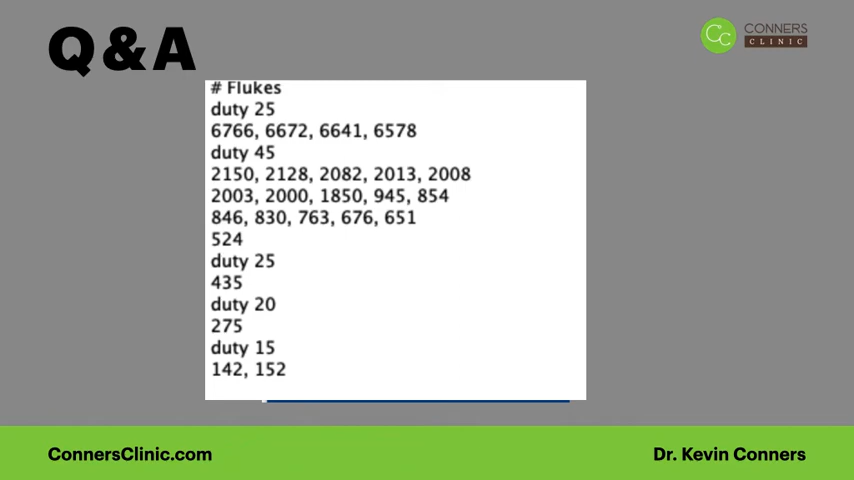 Q & A
CC CONNERS
CLINIC
# Flukes
duty 25
6766, 6672, 6641, 6578
duty 45
2150, 2128, 2082, 2013, 2008
2003, 2000, 1850, 945, 854
846, 830, 763, 676, 651
524
duty 25
435
duty 20
275
duty 15
142, 152
ConnersClinic.com
Dr. Kevin Conners